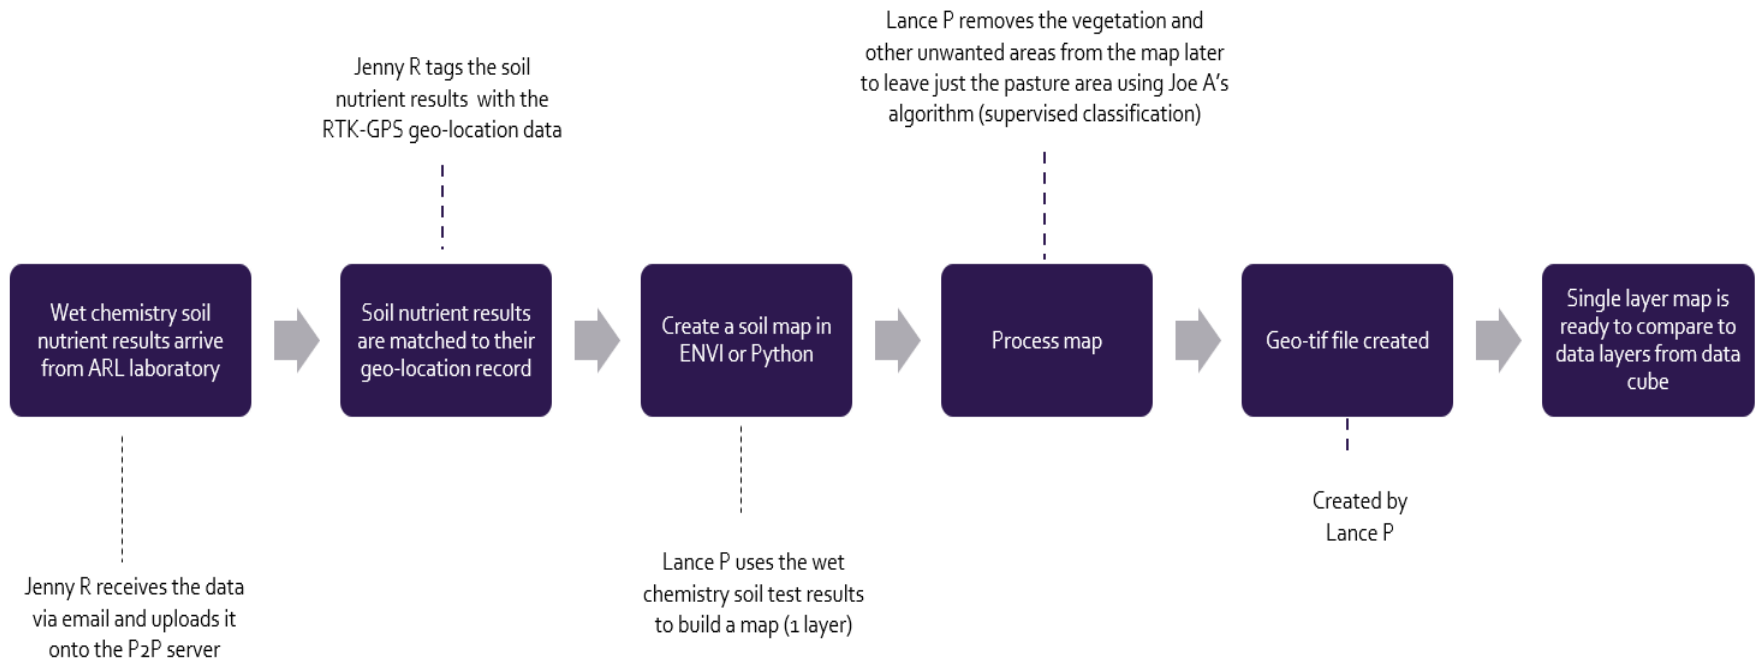 Lance P removes the vegetation and
other unwanted areas from the map later
to leave just the pasture area using Joe A's
algorithm (supervised classification)
Jenny R tags the soil
nutrient results with the
RTK-GPS geo-location data
Wet chemistry soil
nutrient results arrive
from ARL laboratory
Soil nutrient results
are matched to their
geo-location record
Create a soil map in
ENVI or Python
Process map
Geo-tif file created
Single layer map is
ready to compare to
data layers from data
cube
Jenny R receives the data
via email and uploads it
onto the P2P server
Lance P uses the wet
chemistry soil test results
to build a map (1 layer)
Created by
Lance P